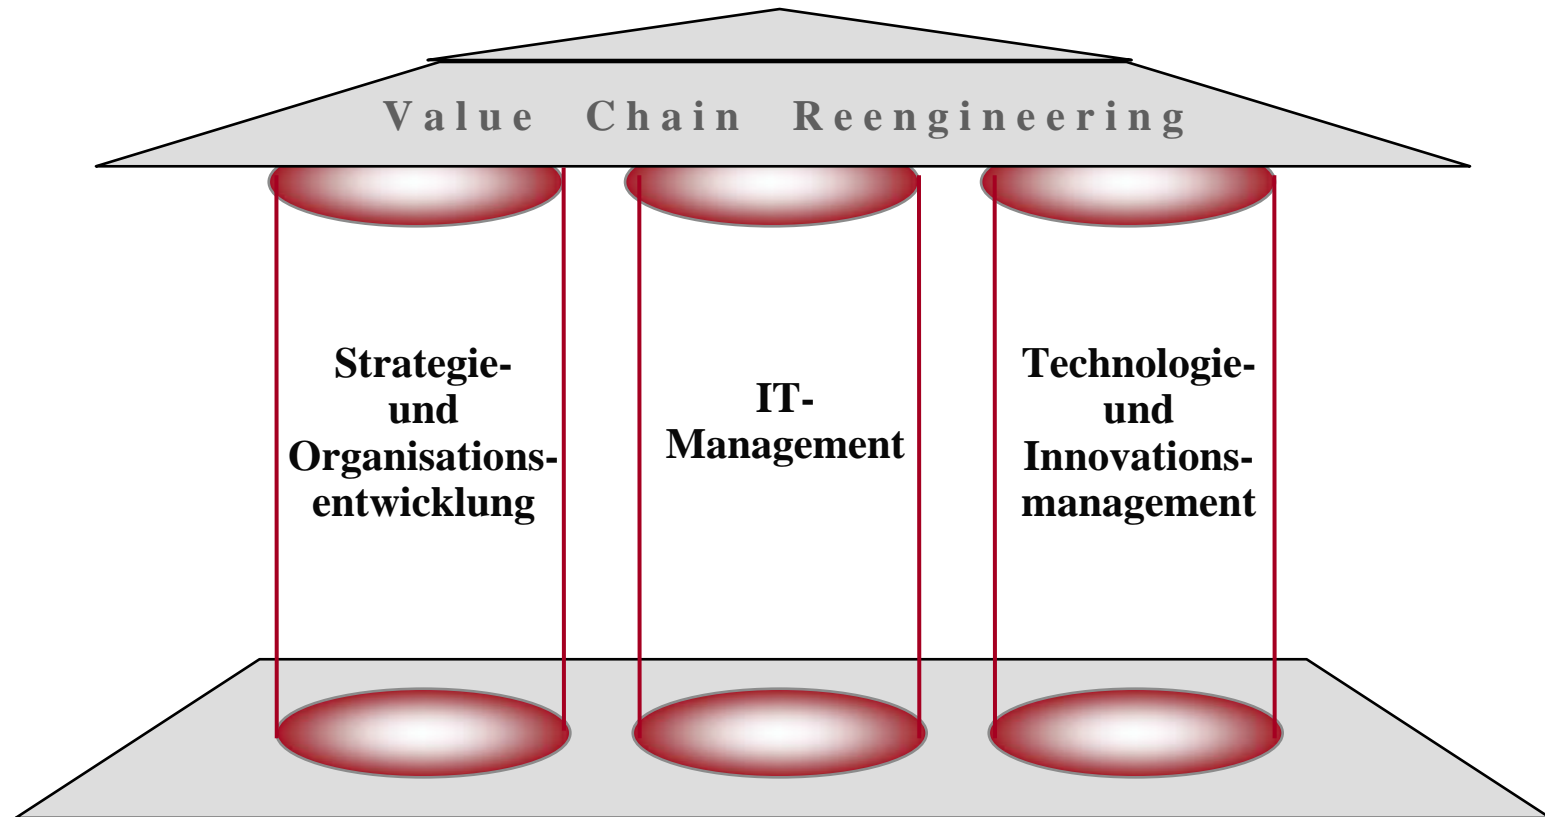 Value Chain Reengineering
Strategie-
und
Organisations-
entwicklung
IT-
Management
Technologie-
und
Innovations-
management